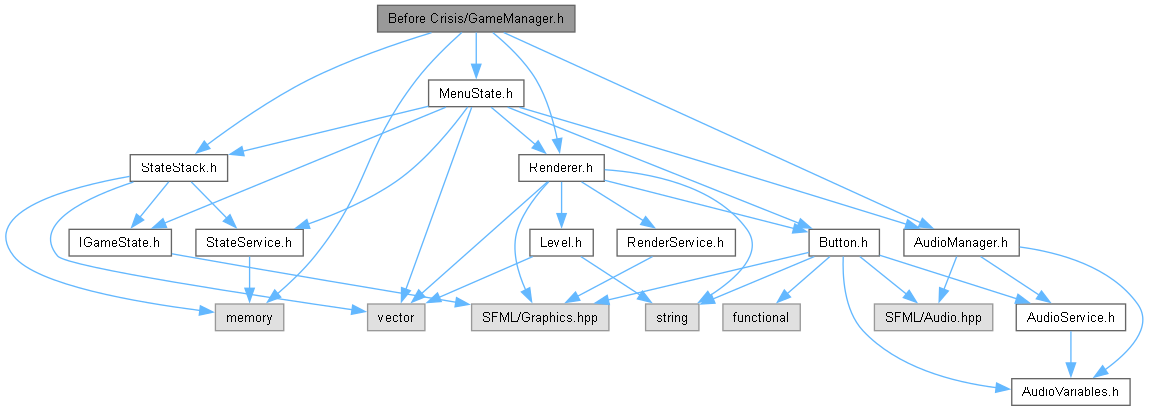 Before Crisis/GameManager.h
MenuState.h
StateStack.h
Renderer.h
IGameState.h
StateService.h
Level.h
RenderService.h
Button.h
AudioManager.h
memory
vector
SFML/Graphics.hpp
string
functional
SFML/Audio.hpp
AudioService.h
AudioVariables.h